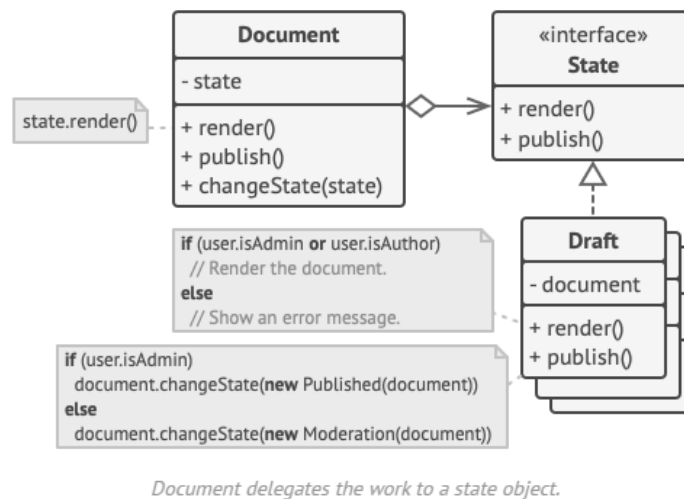 Document
- state
+ render()
+ publish()
+ changeState(state)
«interface»
State
+ render()
+ publish()
state.render()
Draft
- document
+ render()
+ publish()
if (user.isAdmin or user.isAuthor)
// Render the document.
else
// Show an error message.
if (user.isAdmin)
document.changeState(new Published(document))
else
document.changeState(new Moderation(document))
Document delegates the work to a state object.